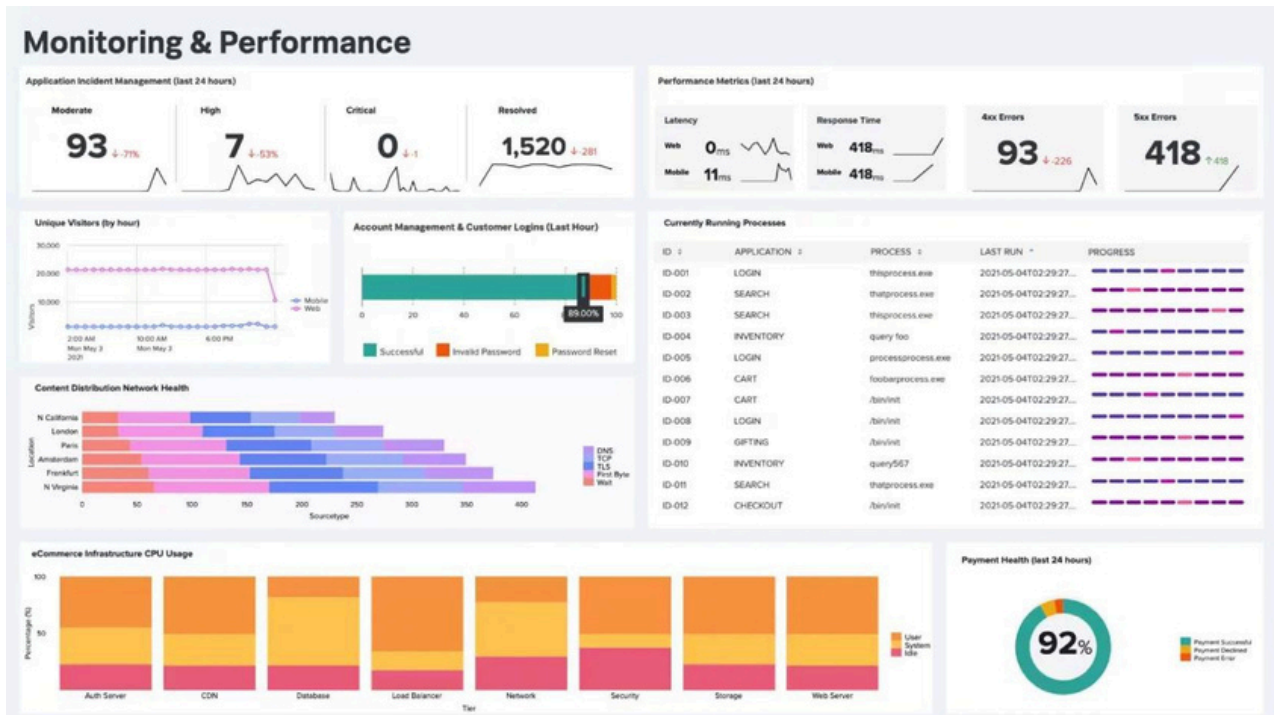 Monitoring & Performance
Application Incident Management (last 24 hours)
Moderate
93 ↓-71%
High
7 ↓-53%
Critical
0 ↓-1
Resolved
1,520 ↓-281
Performance Metrics (last 24 hours)
Latency
Web 0ms
Mobile 11ms
Response Time
Web 418ms
Mobile 418ms
4xx Errors
93 ↓-226
5xx Errors
418 ↑418
Unique Visitors (by hour)
30,000
20,000
10,000
Visitors
2:00 AM 10:00 AM 6:00 PM
Mon May 3 Mon May 3
2021
Mobile
Web
Account Management & Customer Logins (Last Hour)
0 20 40 60 100
89.00%
Successful Invalid Password Password Reset
Currently Running Processes
ID APPLICATION PROCESS LAST RUN PROGRESS
ID-001 LOGIN thisprocess.exe 2021-05-04T02:29:27...
ID-002 SEARCH thatprocess.exe 2021-05-04T02:29:27...
ID-003 SEARCH thisprocess.exe 2021-05-04T02:29:27...
ID-004 INVENTORY query foo 2021-05-04T02:29:27...
ID-005 LOGIN processprocess.exe 2021-05-04T02:29:27...
ID-006 CART foobarprocess.exe 2021-05-04T02:29:27...
ID-007 CART /bin/init 2021-05-04T02:29:27...
ID-008 LOGIN /bin/init 2021-05-04T02:29:27...
ID-009 GIFTING /bin/init 2021-05-04T02:29:27...
ID-010 INVENTORY query567 2021-05-04T02:29:27...
ID-011 SEARCH thatprocess.exe 2021-05-04T02:29:27...
ID-012 CHECKOUT /bin/init 2021-05-04T02:29:27...
Content Distribution Network Health
Location
N California
London
Paris
Amsterdam
Frenkfurt
N Virginia
0 50 100 150 200 250 300 350 400
Sourcetype
DNS
TCP
TLS
First Byte
Wait
eCommerce Infrastructure CPU Usage
100
50
Percentage (%)
Auth Server CDN Database Load Balancer Network Security Storage Web Server
Tier
User
System
Idle
Payment Health (last 24 hours)
92%
Payment Successful
Payment Declined
Payment Error